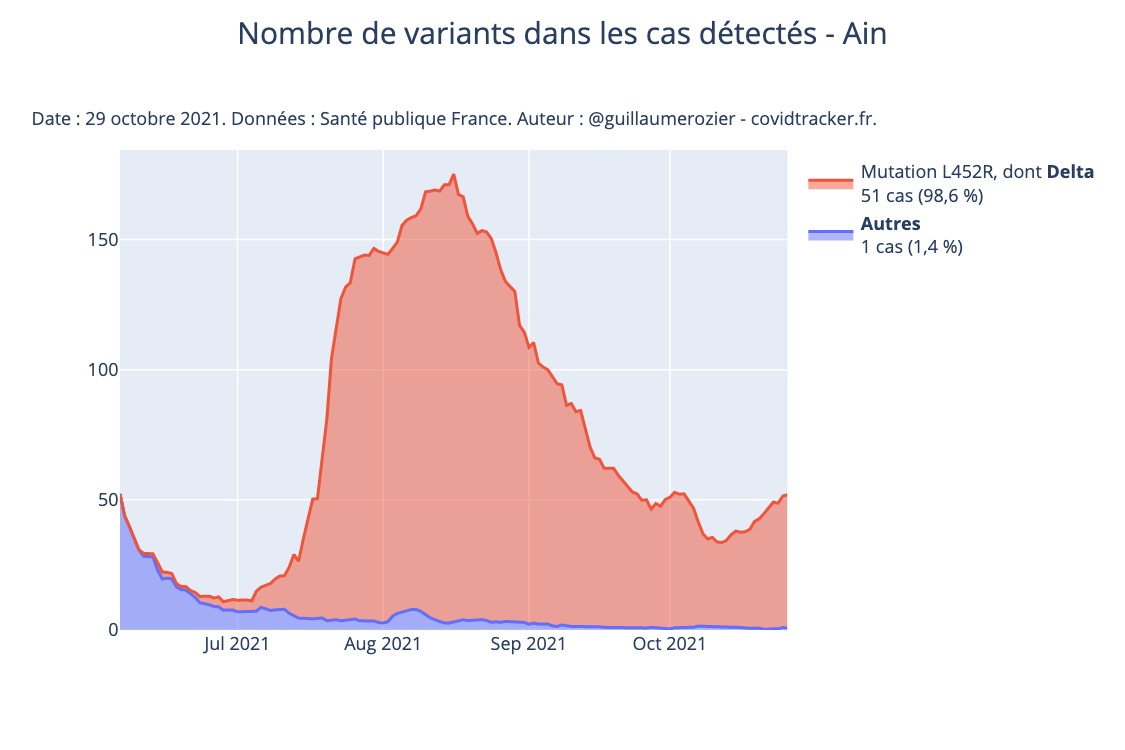 Nombre de variants dans les cas détectés - Ain
Date : 29 octobre 2021. Données : Santé publique France. Auteur : @guillaumerozier - covidtracker.fr.
Mutation L452R, dont Delta
51 cas (98,6 %)
Autres
1 cas (1,4 %)
150
100
50
0
Jul 2021 Aug 2021 Sep 2021 Oct 2021